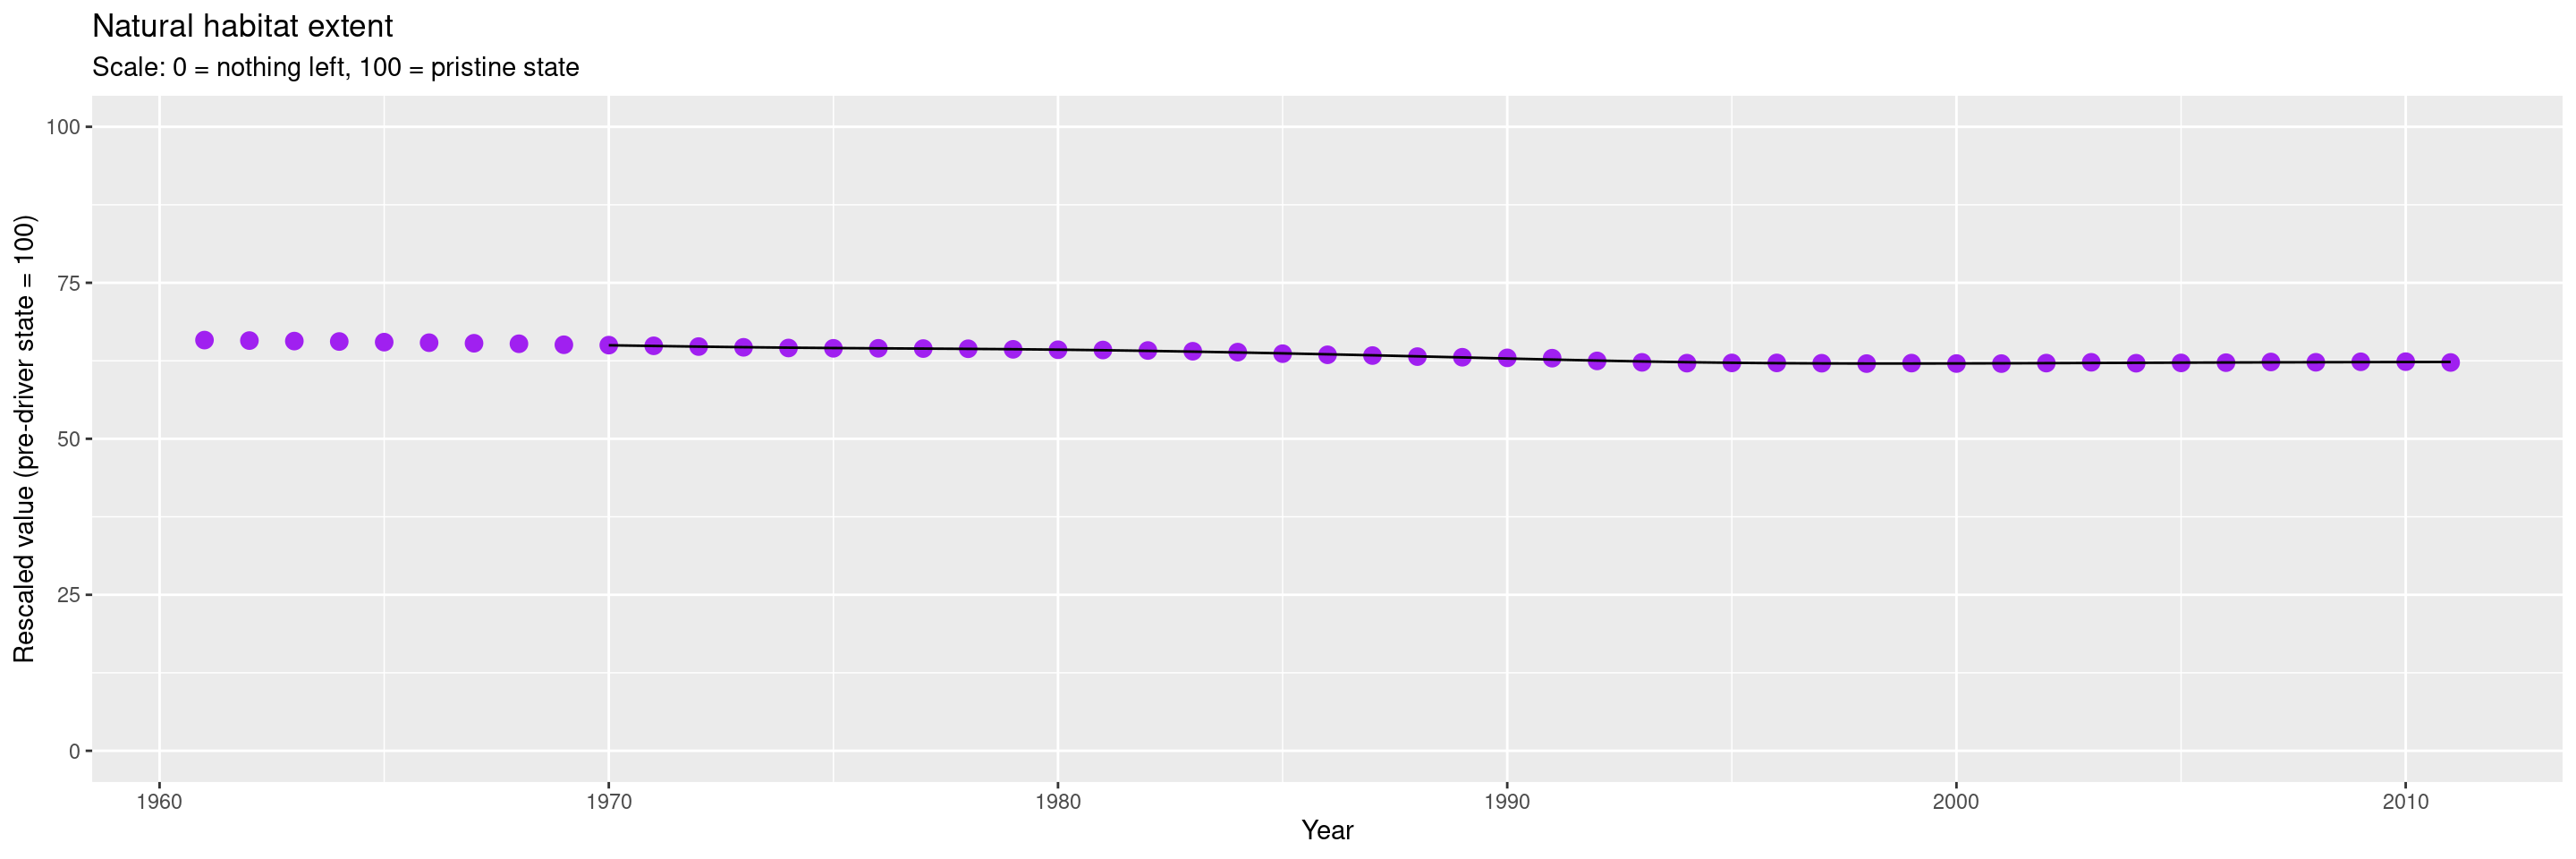 Natural habitat extent
Scale: 0 = nothing left, 100 = pristine state
Rescaled value (pre-driver state = 100)
100
75
50
25
0
1960
1970
1980
1990
2000
2010
Year